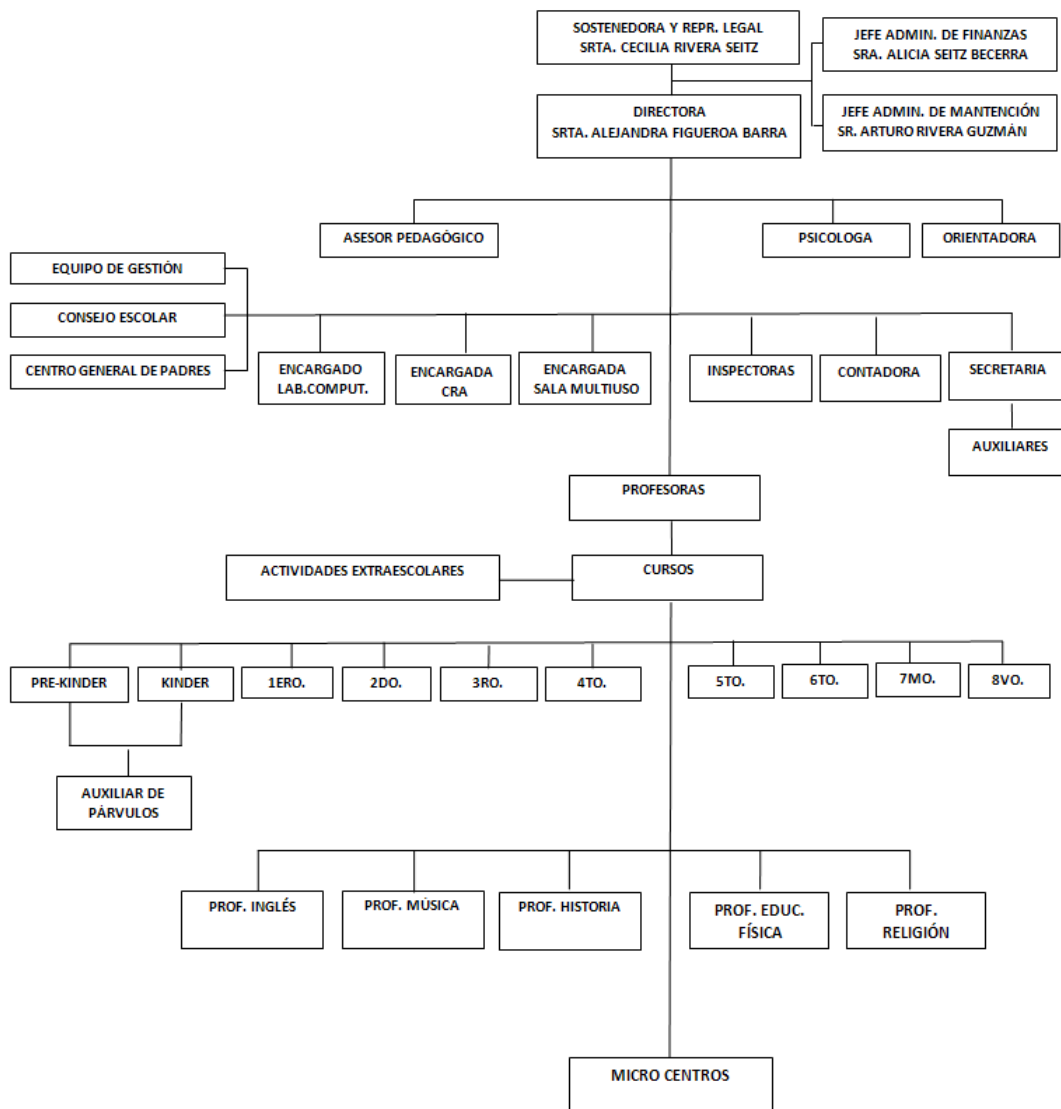 SOSTENEDORA Y REPR. LEGAL
SRTA. CECILIA RIVERA SEITZ
JEFE ADMIN. DE FINANZAS
SRA. ALICIA SEITZ BECERRA
DIRECTORA
SRTA. ALEJANDRA FIGUEROA BARRA
JEFE ADMIN. DE MANTENCIÓN
SR. ARTURO RIVERA GUZMÁN
ASESOR PEDAGÓGICO
PSICOLOGA
ORIENTADORA
EQUIPO DE GESTIÓN
CONSEJO ESCOLAR
CENTRO GENERAL DE PADRES
ENCARGADO
LAB.COMPUT.
ENCARGADA
CRA
ENCARGADA
SALA MULTIUSO
INSPECTORAS
CONTADORA
SECRETARIA
AUXILIARES
PROFESORAS
ACTIVIDADES EXTRAESCOLARES
CURSOS
PRE-KINDER
KINDER
1ERO.
2DO.
3RO.
4TO.
5TO.
6TO.
7MO.
8VO.
AUXILIAR DE
PÁRVULOS
PROF. INGLÉS
PROF. MÚSICA
PROF. HISTORIA
PROF. EDUC.
FÍSICA
PROF.
RELIGIÓN
MICRO CENTROS